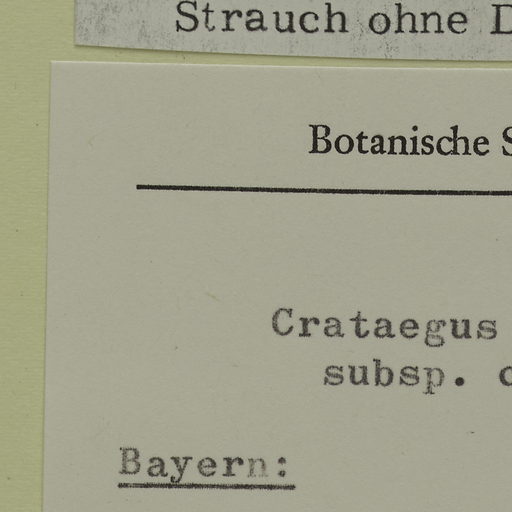 Strauch ohne
Botanische
Crataegus
subsp.
Bayern: